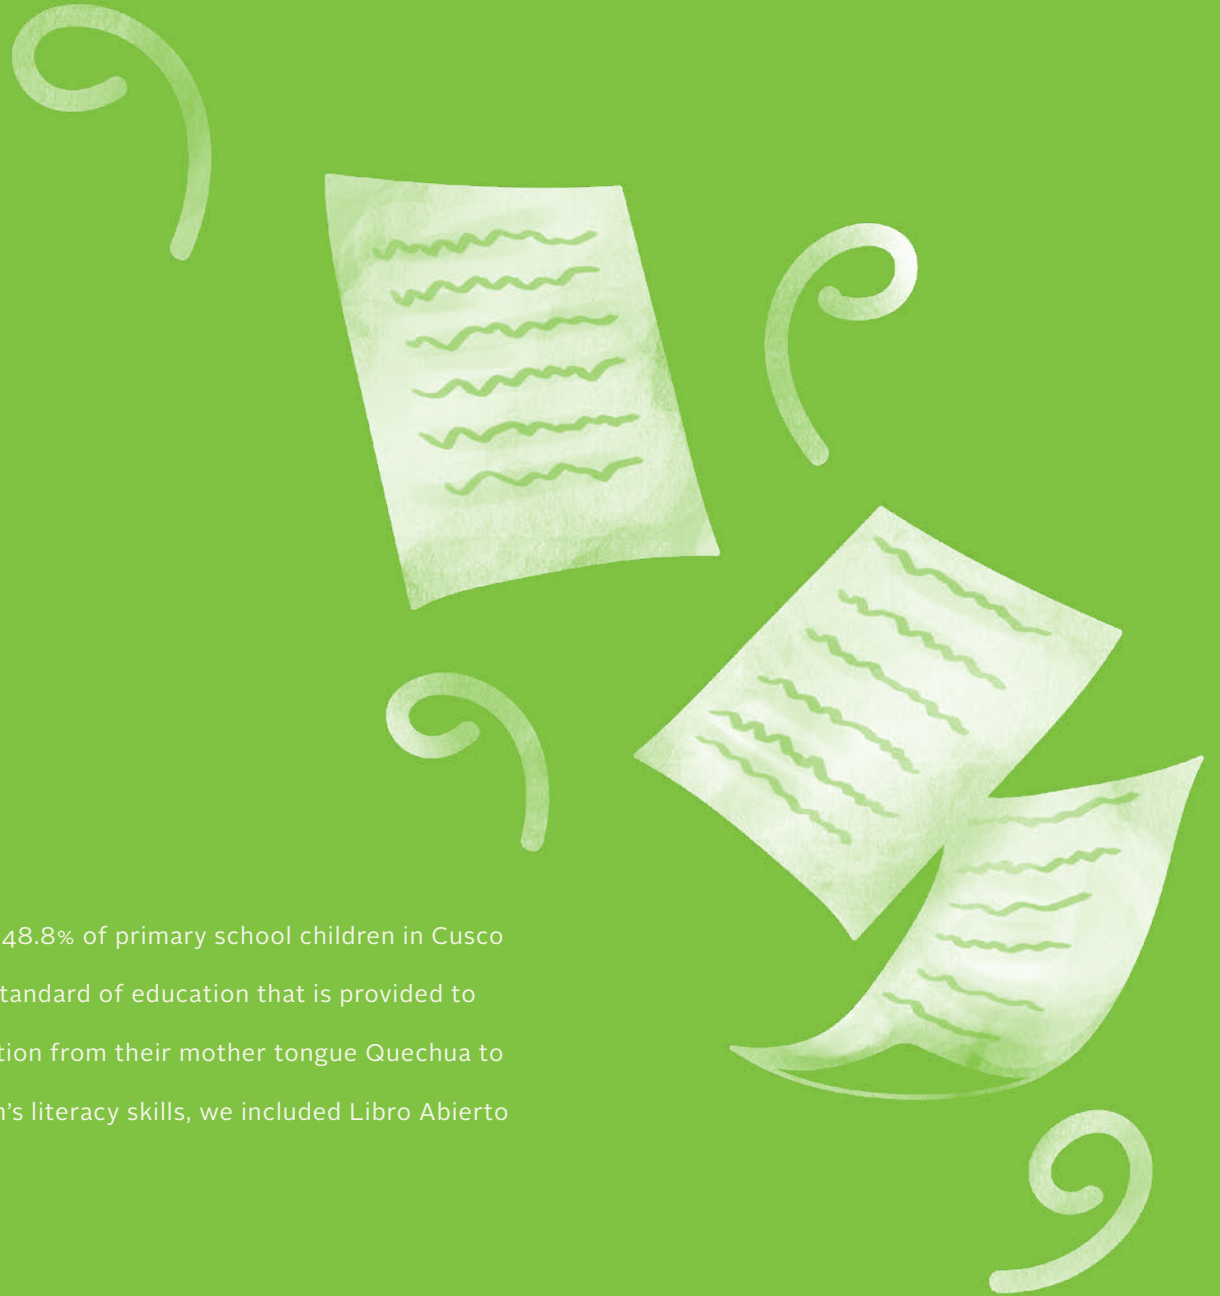 48.8% of primary school children in Cusco
tandard of education that is provided to
tion from their mother tongue Quechua to
n's literacy skills, we included Libro Abierto